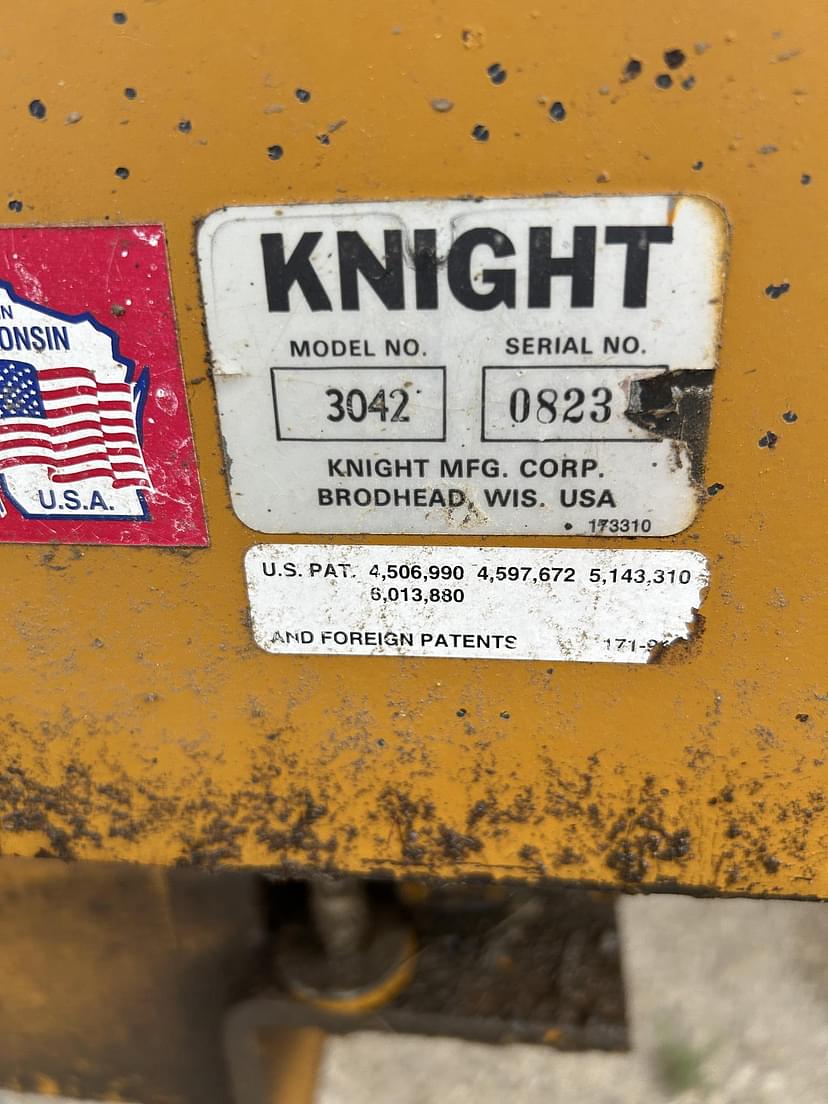 ONSIN
U.S.A.
KNIGHT
MODEL NO. SERIAL NO.
3042 0823
KNIGHT MFG. CORP.
BRODHEAD, WIS. USA
173310
U.S. PAT. 4,506,990 4,597,672 5,143,310
6,013,880
AND FOREIGN PATENTS